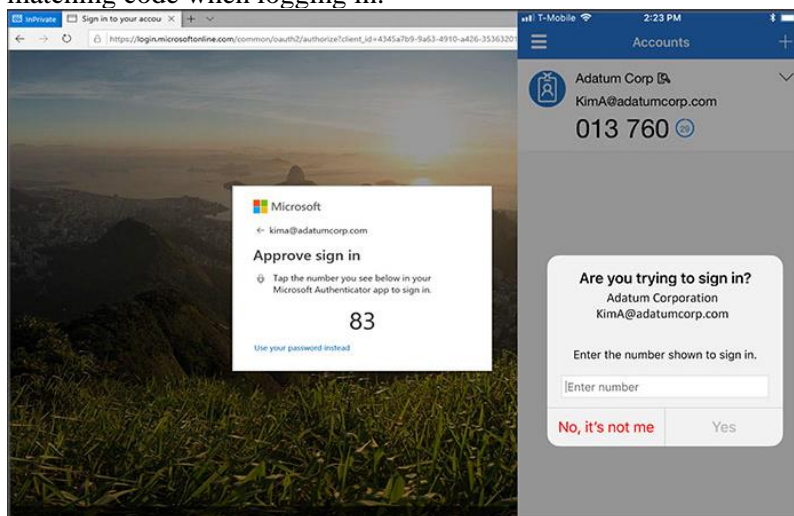 matching code when logging in.
InPrivate Sign in to your accou
https://login.microsoftonline.com/common/oauth2/authorize?client_id=4345a7b9-9a63-4910-a426-35363201
Microsoft
kima@adatumcorp.com
Approve sign in
Tap the number you see below in your
Microsoft Authenticator app to sign in.
83
Use your password instead
T-Mobile 2:23 PM
Accounts
Adatum Corp
KimA@adatumcorp.com
013 760 29
Are you trying to sign in?
Adatum Corporation
KimA@adatumcorp.com
Enter the number shown to sign in.
Enter number
No, it's not me Yes